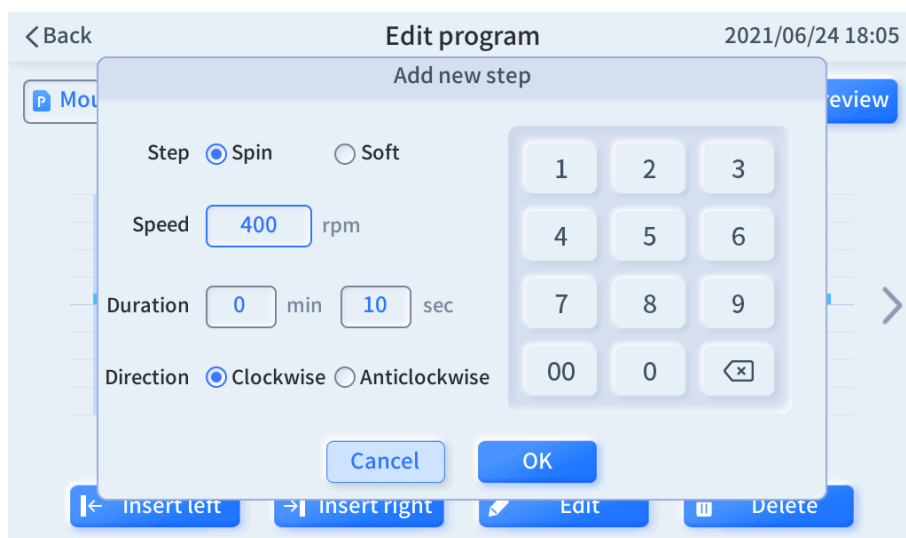 Back Edit program 2021/06/24 18:05
Add new step
P
Step Spin Soft
1 2 3
Speed 400 rpm
4 5 6
Duration 0 min 10 sec
7 8 9
Direction Clockwise Anticlockwise
00 0
Cancel OK
Insert left Insert right Edit Delete